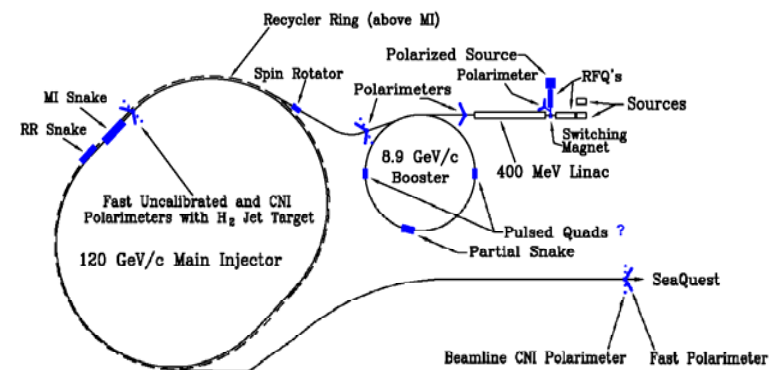 Recycler Ring (above MI)
Polarized Source
Spin Rotator
Polarimeter
RFQ's
MI Snake
Polarimeters
Sources
RR Snake
Switching
Magnet
8.9 GeV/c
Booster
400 MeV Linac
Fast Uncalibrated and CNI
Polarimeters with H₂ Jet Target
Pulsed Quads ?
Partial Snake
120 GeV/c Main Injector
SeaQuest
Beamline CNI Polarimeter
Fast Polarimeter